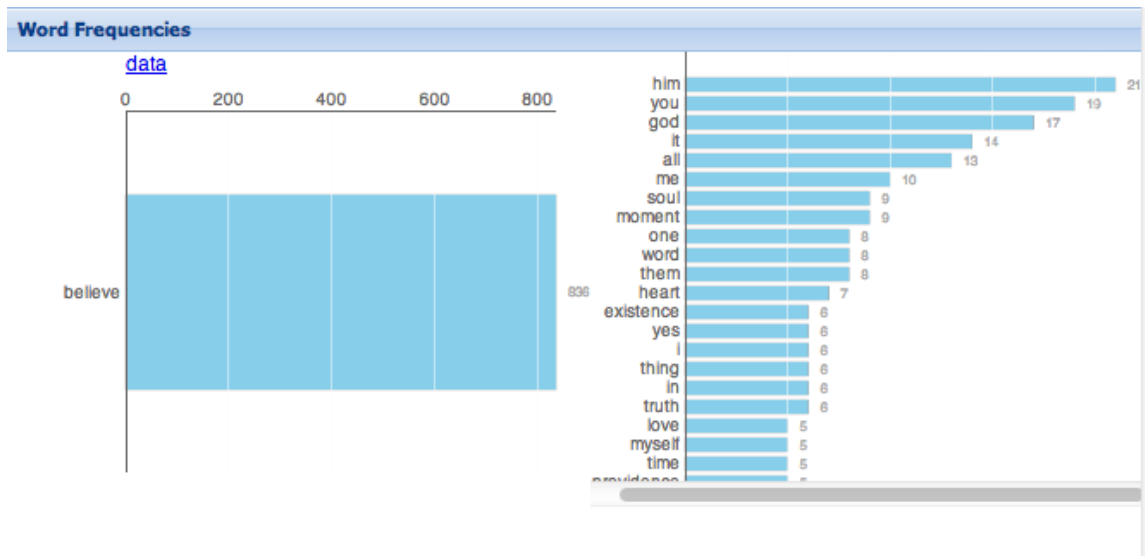 Word Frequencies
data
0 200 400 600 800
believe 836
him 21
you 19
god 17
it 14
all 13
me 10
soul 9
moment 9
one 8
word 8
them 8
heart 7
existence 6
yes 6
i 6
thing 6
in 6
truth 6
love 5
myself 5
time 5
providence 5